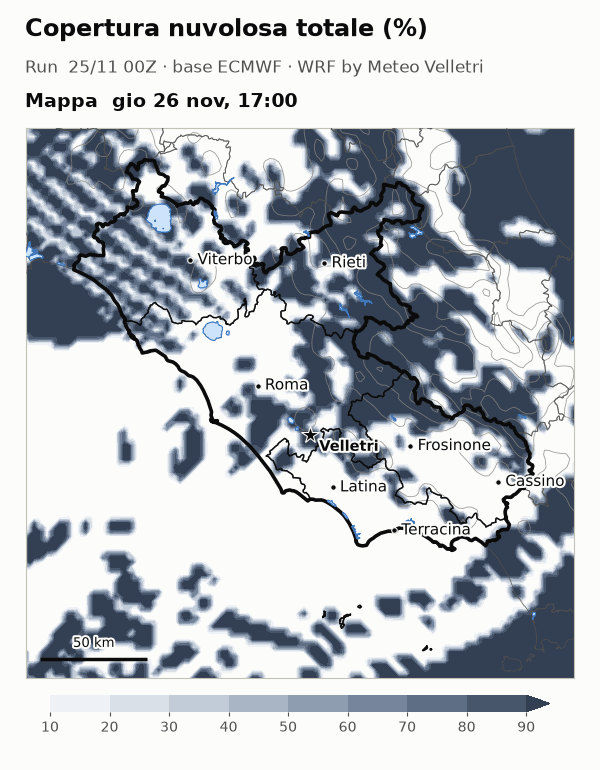 Copertura nuvolosa totale (%)
Run  25/11 00Z · base ECMWF · WRF by Meteo Velletri
Mappa  gio 26 nov, 17:00
Viterbo
Rieti
Roma
Velletri
Frosinone
Cassino
Latina
Terracina
50 km
10 20 30 40 50 60 70 80 90